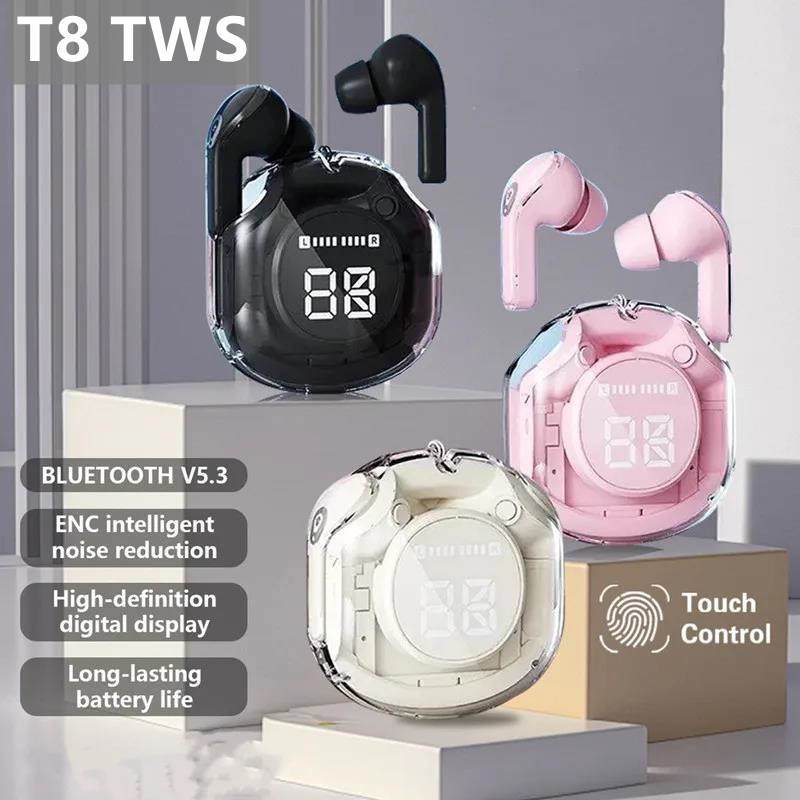 T8 TWS
L R
88
L R
88
L R
88
BLUETOOTH V5.3
ENC intelligent
noise reduction
High-definition
digital display
Long-lasting
battery life
Touch
Control